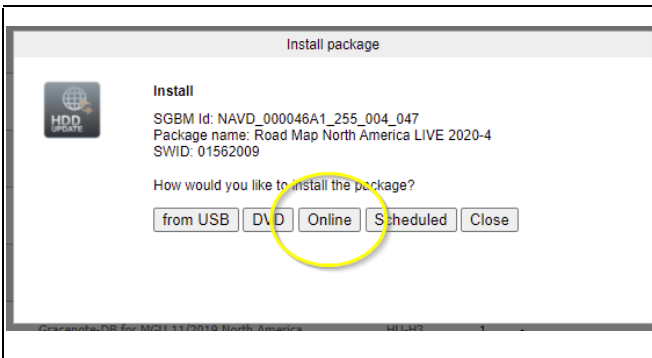 Install package
HDD
UPDATE
Install
SGBM Id: NAVD_000046A1_255_004_047
Package name: Road Map North America LIVE 2020-4
SWID: 01562009
How would you like to install the package?
from USB DVD Online Scheduled Close
Gracenote-DB for MGU 11/2019 North America HU-H3 1 -